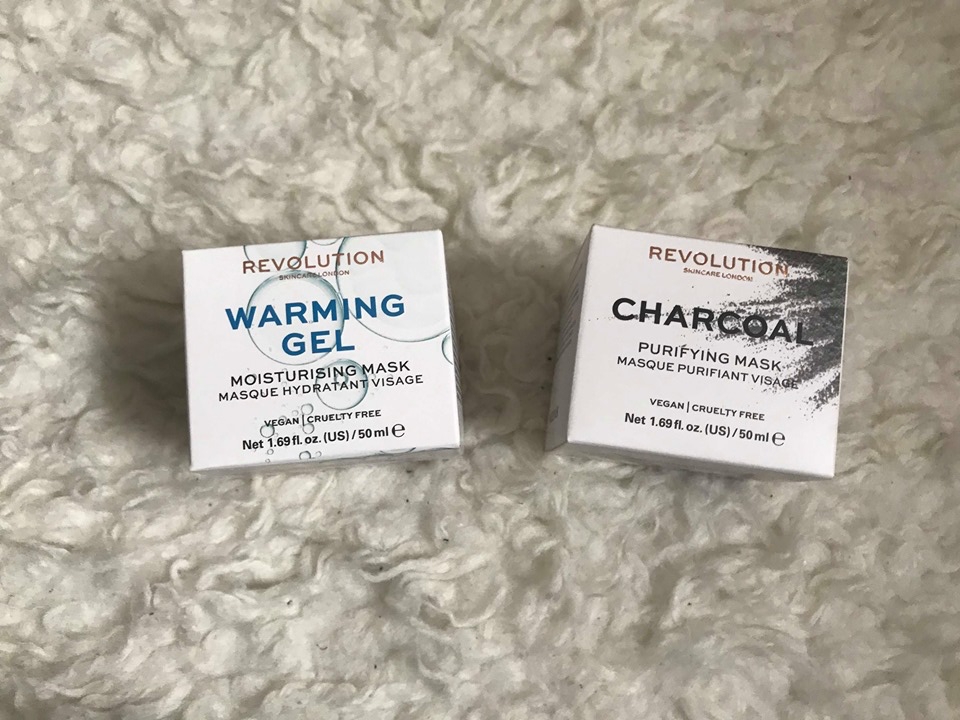 REVOLUTION
SKINCARE LONDON
WARMING
GEL
MOISTURISING MASK
MASQUE HYDRATANT VISAGE
VEGAN | CRUELTY FREE
Net 1.69 fl. oz. (US) / 50 ml ℮
REVOLUTION
SKINCARE LONDON
CHARCOAL
PURIFYING MASK
MASQUE PURIFIANT VISAGE
VEGAN | CRUELTY FREE
Net 1.69 fl. oz. (US) / 50 ml ℮